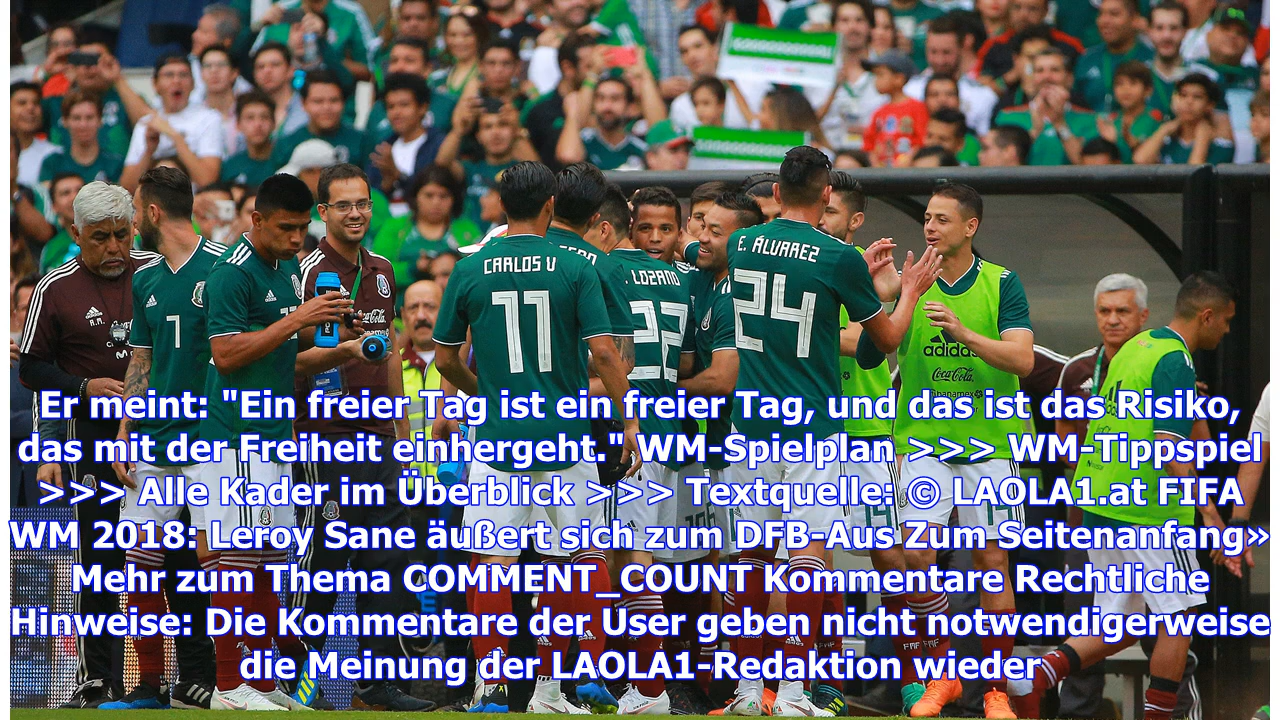 CARLOS V
11
LOZANO
22
E. ÁLVAREZ
24
7
adidas
Coca-Cola
Coca-Cola
14
Er meint: "Ein freier Tag ist ein freier Tag, und das ist das Risiko,
das mit der Freiheit einhergeht." WM-Spielplan >>> WM-Tippspiel
>>> Alle Kader im Überblick >>> Textquelle: © LAOLA1.at FIFA
WM 2018: Leroy Sane äußert sich zum DFB-Aus Zum Seitenanfang»
Mehr zum Thema COMMENT_COUNT Kommentare Rechtliche
Hinweise: Die Kommentare der User geben nicht notwendigerweise
die Meinung der LAOLA1-Redaktion wieder